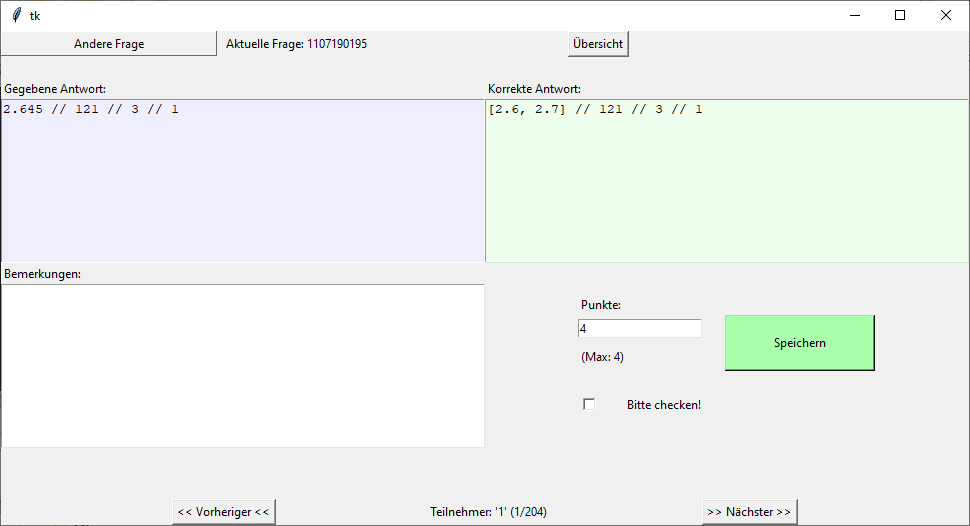 tk
Andere Frage Aktuelle Frage: 1107190195 Übersicht
Gegebene Antwort: Korrekte Antwort:
2.645 // 121 // 3 // 1 [2.6, 2.7] // 121 // 3 // 1
Bemerkungen:
Punkte:
4
Speichern
(Max: 4)
Bitte checken!
<< Vorheriger << Teilnehmer: '1' (1/204) >> Nächster >>